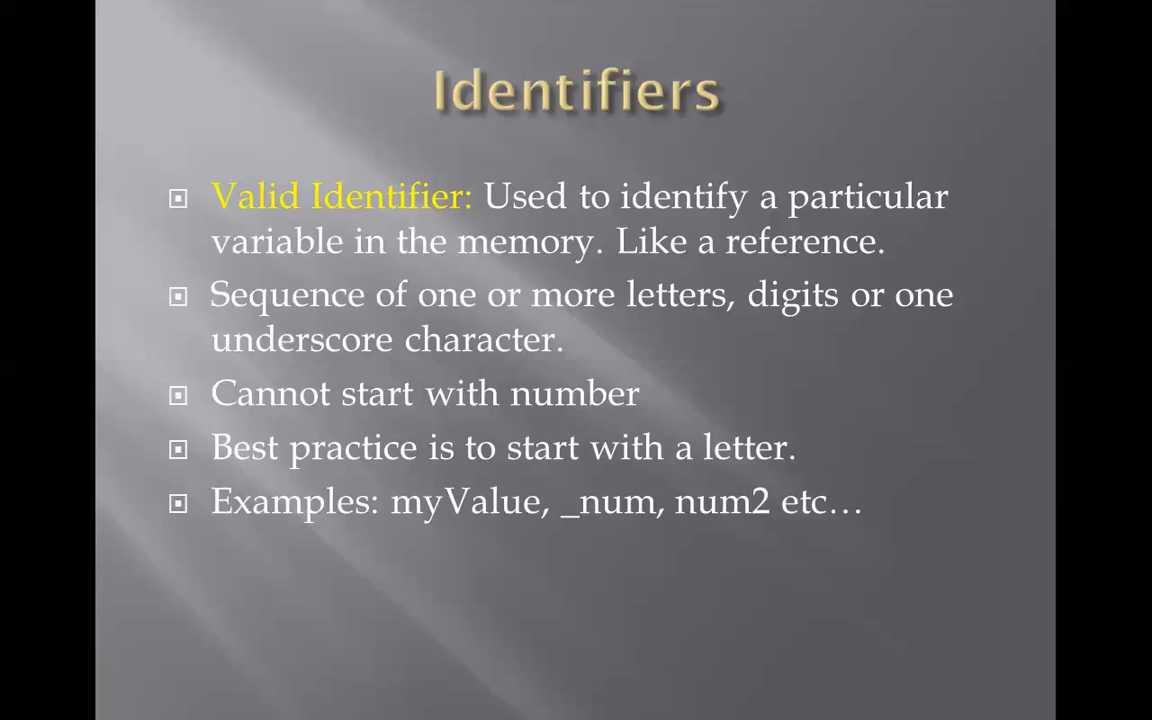 Identifiers
Valid Identifier: Used to identify a particular
variable in the memory. Like a reference.
Sequence of one or more letters, digits or one
underscore character.
Cannot start with number
Best practice is to start with a letter.
Examples: myValue, _num, num2 etc…